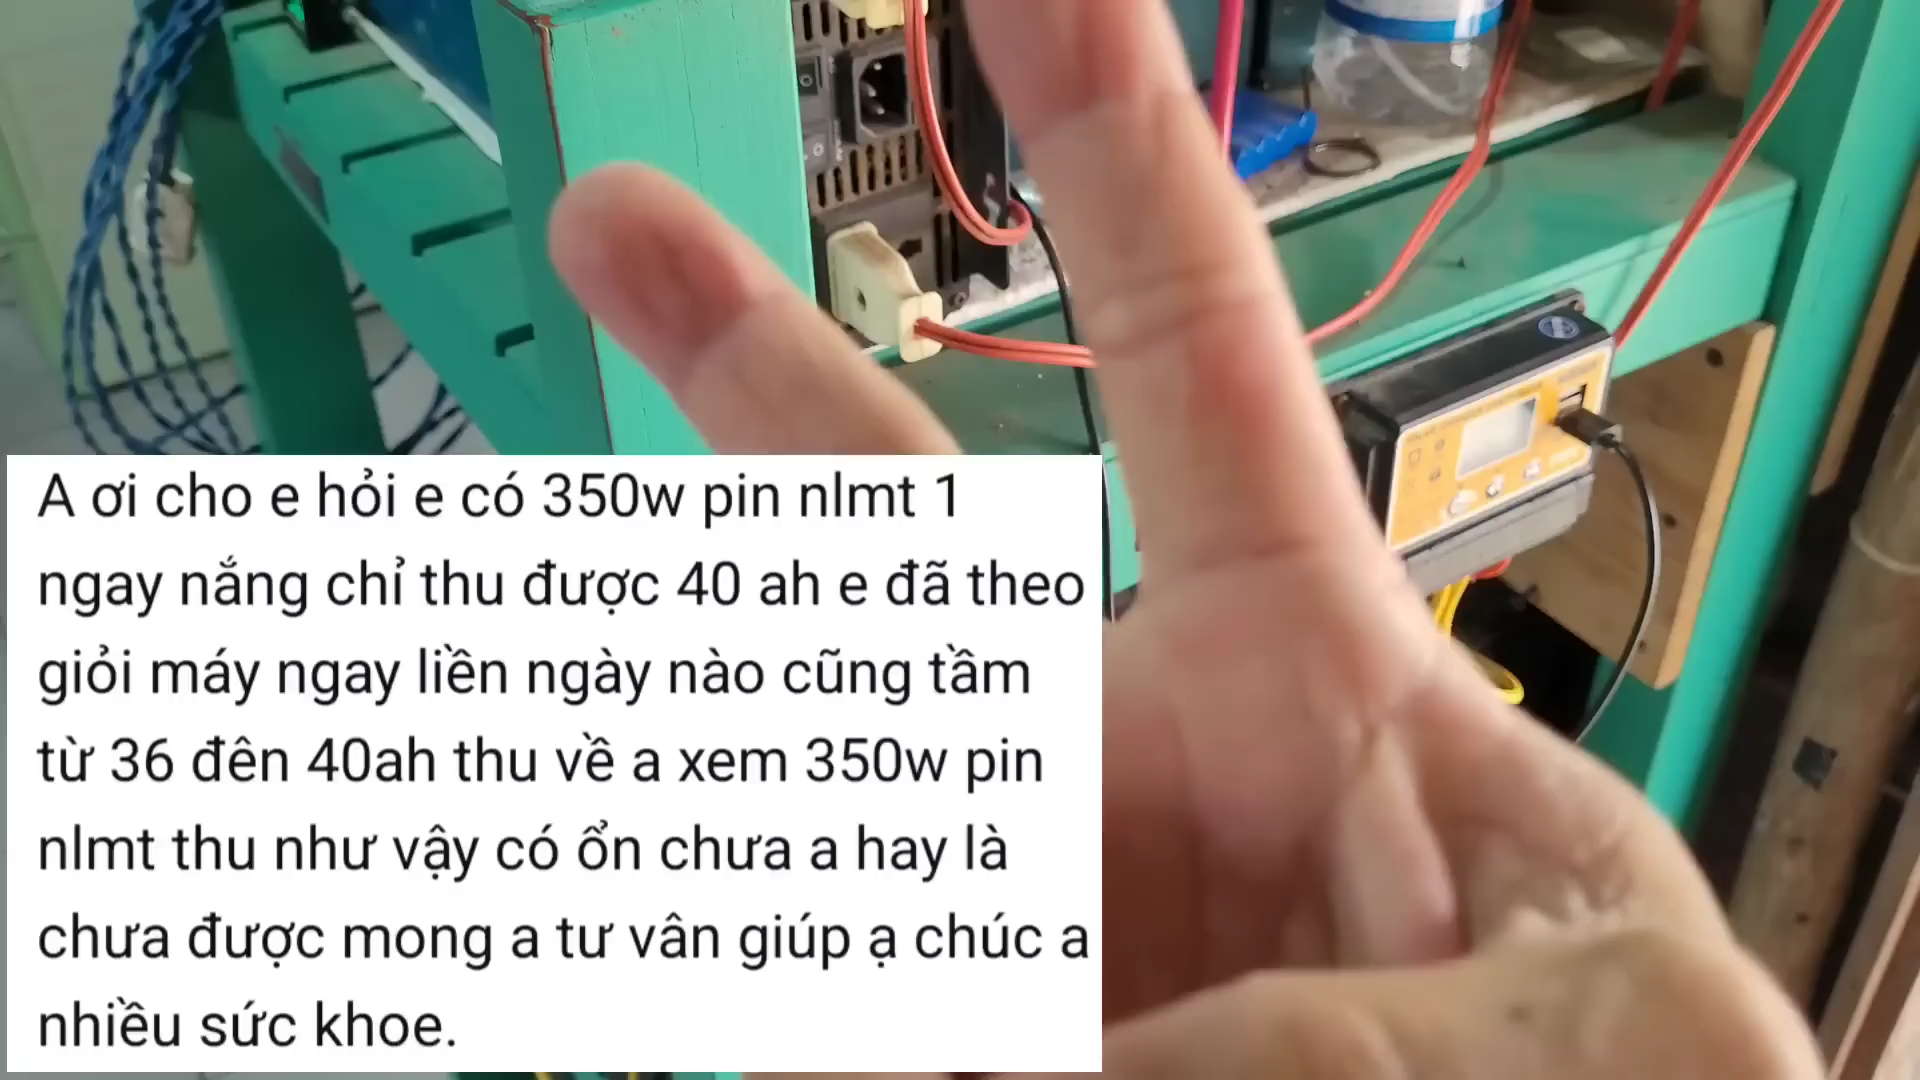 A ơi cho e hỏi e có 350w pin nlmt 1
ngay nắng chỉ thu được 40 ah e đã theo
giỏi máy ngay liền ngày nào cũng tầm
từ 36 đên 40ah thu về a xem 350w pin
nlmt thu như vậy có ổn chưa a hay là
chưa được mong a tư vân giúp ạ chúc a
nhiều sức khoe.